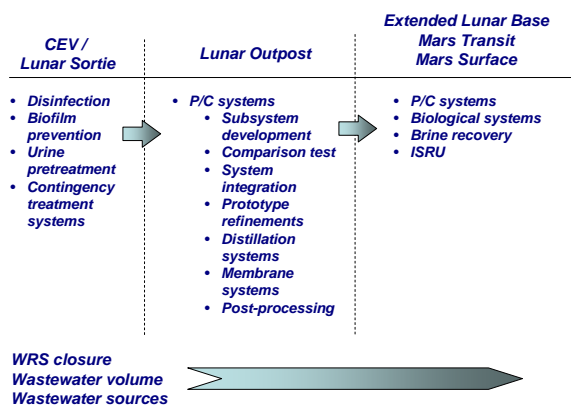 CEV /
Lunar Sortie
• Disinfection
• Biofilm
prevention
• Urine
pretreatment
• Contingency
treatment
systems
Lunar Outpost
• P/C systems
• Subsystem
development
• Comparison test
• System
integration
• Prototype
refinements
• Distillation
systems
• Membrane
systems
• Post-processing
Extended Lunar Base
Mars Transit
Mars Surface
• P/C systems
• Biological systems
• Brine recovery
• ISRU
WRS closure
Wastewater volume
Wastewater sources